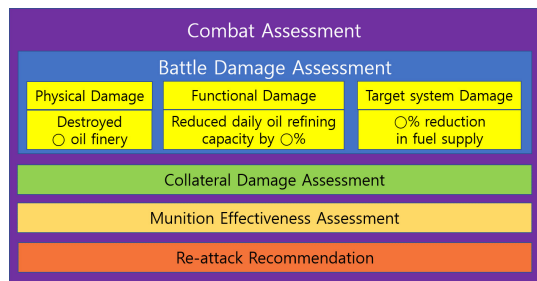 Combat Assessment
Battle Damage Assessment
Physical Damage
Destroyed
○ oil finery
Functional Damage
Reduced daily oil refining
capacity by ○%
Target system Damage
○% reduction
in fuel supply
Collateral Damage Assessment
Munition Effectiveness Assessment
Re-attack Recommendation